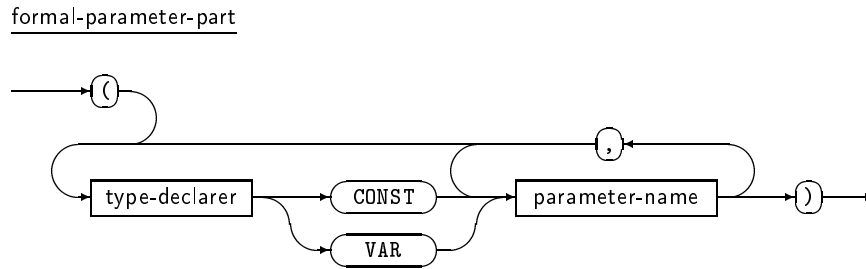 formal-parameter-part
(
,
type-declarer CONST parameter-name )
VAR